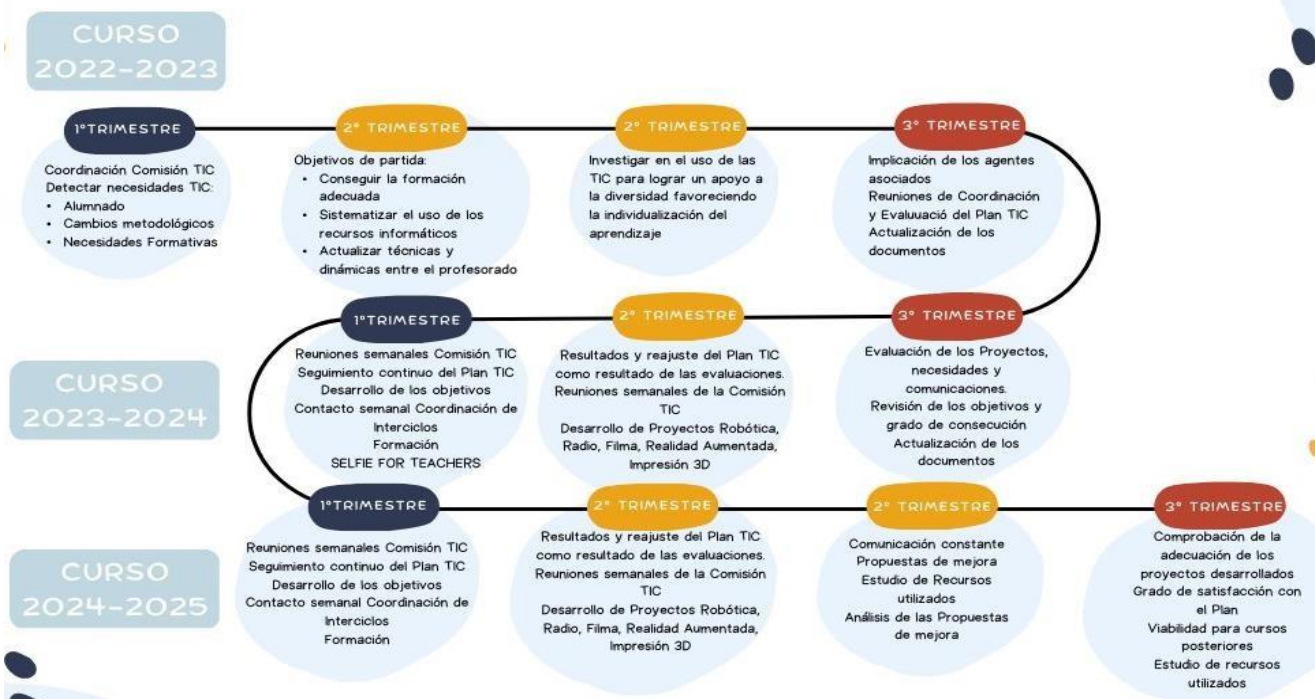 CURSO
2022-2023
1ºTRIMESTRE
Coordinación Comisión TIC
Detectar necesidades TIC:
• Alumnado
• Cambios metodológicos
• Necesidades Formativas
2º TRIMESTRE
Objetivos de partida:
• Conseguir la formación
adecuada
• Sistematizar el uso de los
recursos informáticos
• Actualizar técnicas y
dinámicas entre el profesorado
2º TRIMESTRE
Investigar en el uso de las
TIC para lograr un apoyo a
la diversidad favoreciendo
la individualización del
aprendizaje
3º TRIMESTRE
Implicación de los agentes
asociados
Reuniones de Coordinación
y Evaluuació del Plan TIC
Actualización de los
documentos
CURSO
2023-2024
1ºTRIMESTRE
Reuniones semanales Comisión TIC
Seguimiento continuo del Plan TIC
Desarrollo de los objetivos
Contacto semanal Coordinación de
Interciclos
Formación
SELFIE FOR TEACHERS
2º TRIMESTRE
Resultados y reajuste del Plan TIC
como resultado de las evaluaciones.
Reuniones semanales de la Comisión
TIC
Desarrollo de Proyectos Robótica,
Radio, Filma, Realidad Aumentada,
Impresión 3D
3º TRIMESTRE
Evaluación de los Proyectos,
necesidades y
comunicaciones.
Revisión de los objetivos y
grado de consecución
Actualización de los
documentos
CURSO
2024-2025
1ºTRIMESTRE
Reuniones semanales Comisión TIC
Seguimiento continuo del Plan TIC
Desarrollo de los objetivos
Contacto semanal Coordinación de
Interciclos
Formación
2º TRIMESTRE
Resultados y reajuste del Plan TIC
como resultado de las evaluaciones.
Reuniones semanales de la Comisión
TIC
Desarrollo de Proyectos Robótica,
Radio, Filma, Realidad Aumentada,
Impresión 3D
2º TRIMESTRE
Comunicación constante
Propuestas de mejora
Estudio de Recursos
utilizados
Análisis de las Propuestas
de mejora
3º TRIMESTRE
Comprobación de la
adecuación de los
proyectos desarrollados
Grado de satisfacción con
el Plan
Viabilidad para cursos
posteriores
Estudio de recursos
utilizados